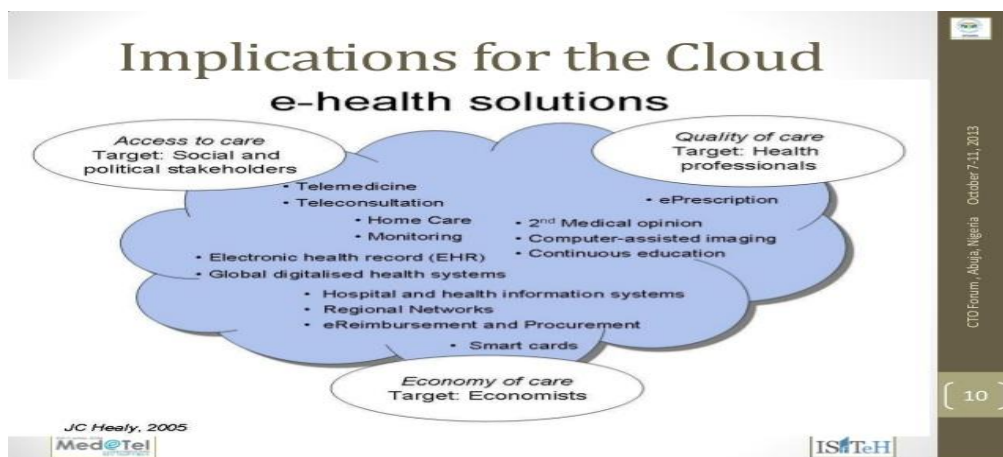 Implications for the Cloud
e-health solutions
Access to care
Target: Social and
political stakeholders
Quality of care
Target: Health
professionals
• Telemedicine
• Teleconsultation
• Home Care
• Monitoring
• Electronic health record (EHR)
• Global digitalised health systems
• ePrescription
• 2nd Medical opinion
• Computer-assisted imaging
• Continuous education
• Hospital and health information systems
• Regional Networks
• eReimbursement and Procurement
• Smart cards
Economy of care
Target: Economists
JC Healy, 2005
Med@Tel
ISfTeH
CTO Forum, Abuja, Nigeria October 7-11, 2013
10